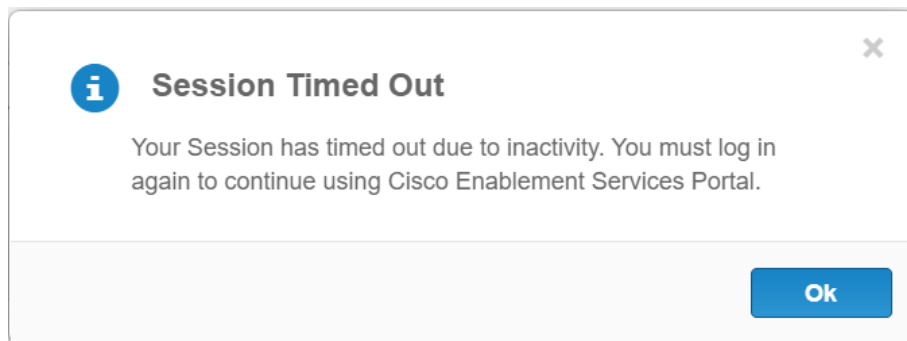 Session Timed Out
Your Session has timed out due to inactivity. You must log in
again to continue using Cisco Enablement Services Portal.
Ok